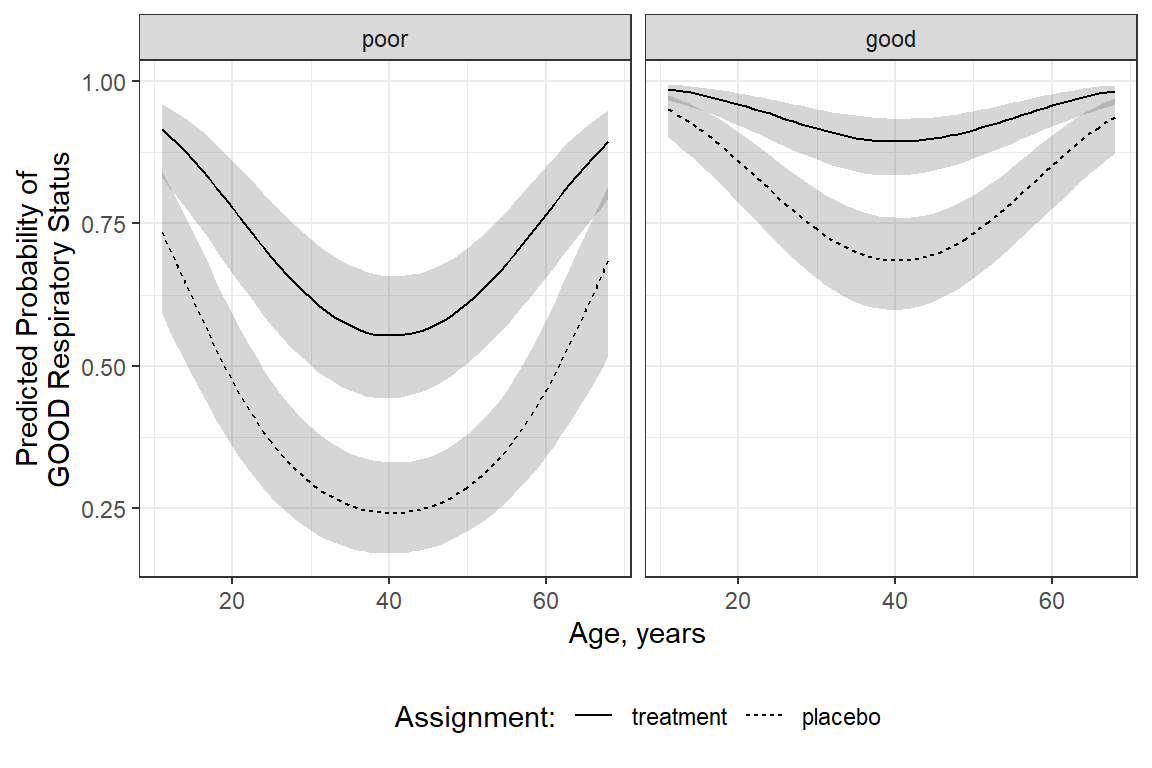 poor
good
Predicted Probability of
GOOD Respiratory Status
1.00
0.75
0.50
0.25
20
40
60
20
40
60
Age, years
Assignment: treatment placebo